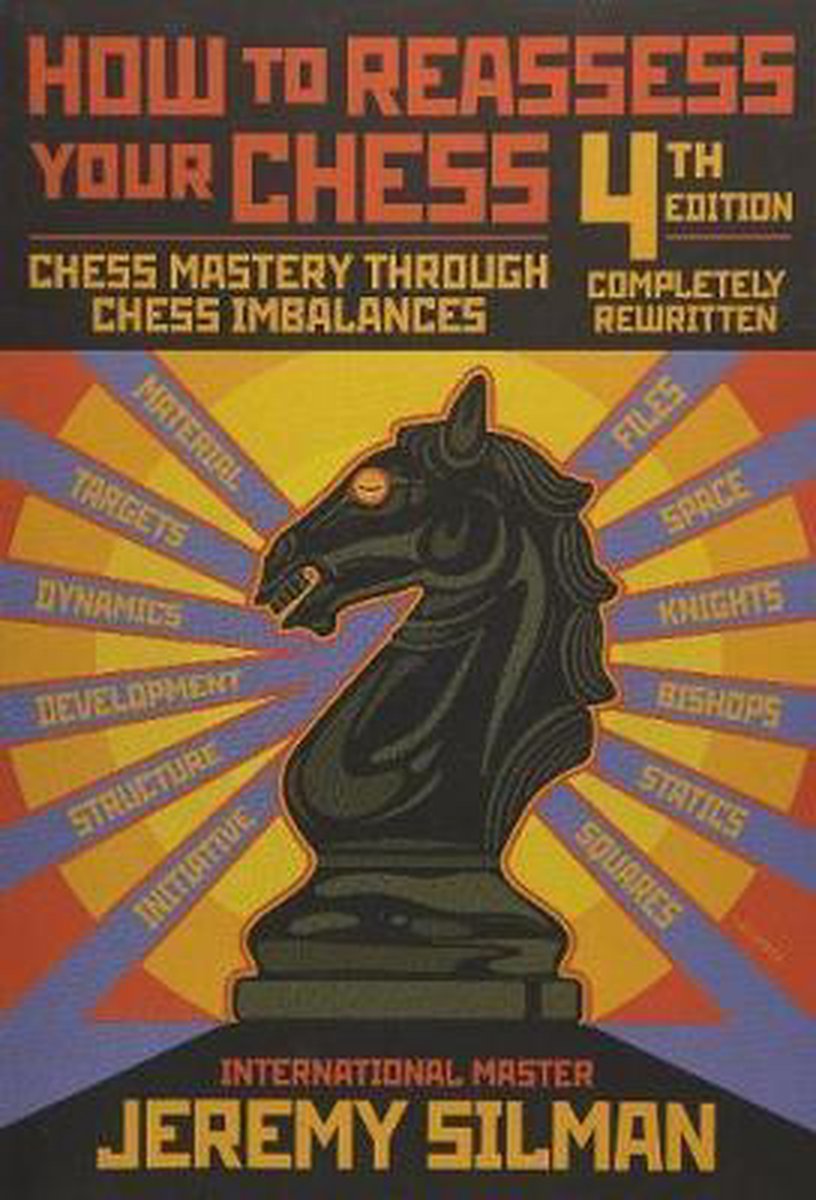 HOW TO REASSESS
YOUR CHESS
4TH EDITION
CHESS MASTERY THROUGH
CHESS IMBALANCES
COMPLETELY
REWRITTEN
MATERIAL
TARGETS
DYNAMICS
DEVELOPMENT
STRUCTURE
INITIATIVE
FILES
SPACE
KNIGHTS
BISHOPS
STATICS
SQUARES
INTERNATIONAL MASTER
JEREMY SILMAN